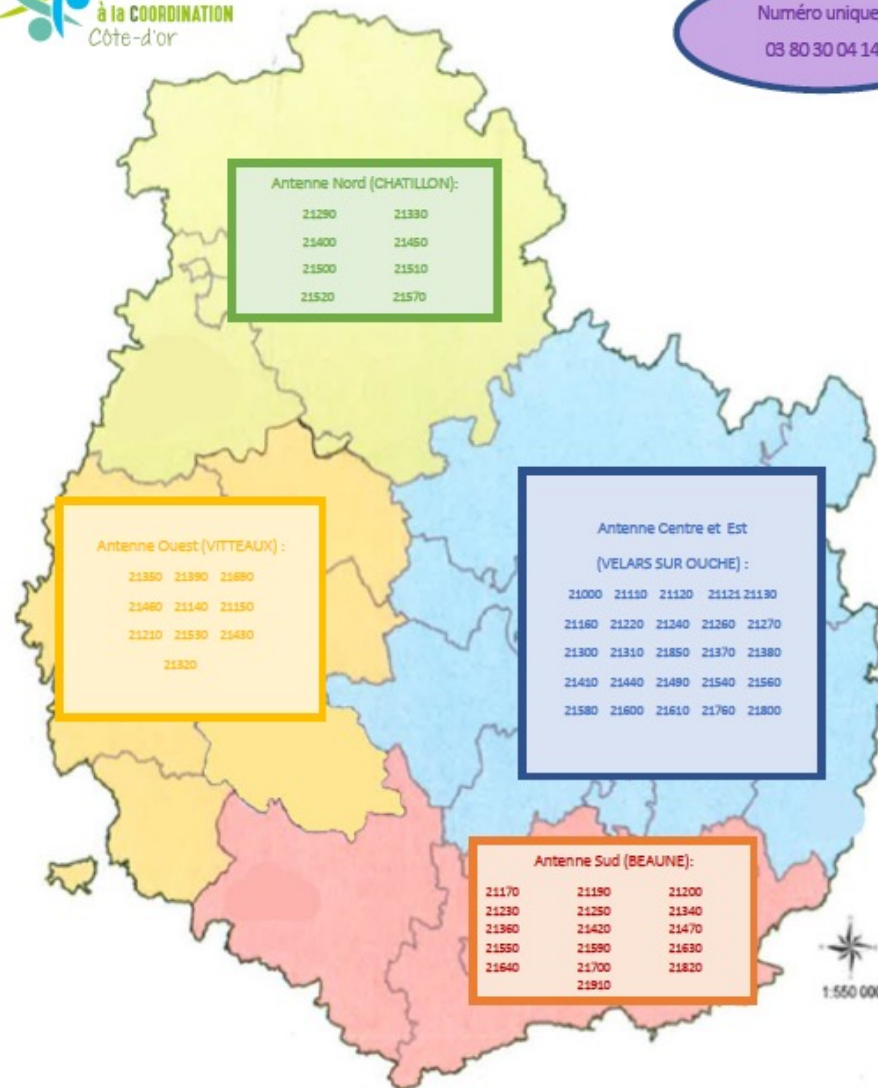 à la COORDINATION
Côte-d'or
Numéro unique
03 80 30 04 14
Antenne Nord (CHATILLON):
21290 21330
21400 21450
21500 21510
21520 21570
Antenne Ouest (VITTEAUX) :
21350 21390 21690
21460 21140 21150
21210 21530 21430
21320
Antenne Centre et Est
(VELARS SUR OUCHE) :
21000 21110 21120 21121 21130
21160 21220 21240 21260 21270
21300 21310 21850 21370 21380
21410 21440 21490 21540 21560
21580 21600 21610 21760 21800
Antenne Sud (BEAUNE):
21170 21190 21200
21230 21250 21340
21360 21420 21470
21550 21590 21630
21640 21700 21820
21910
1:550 000